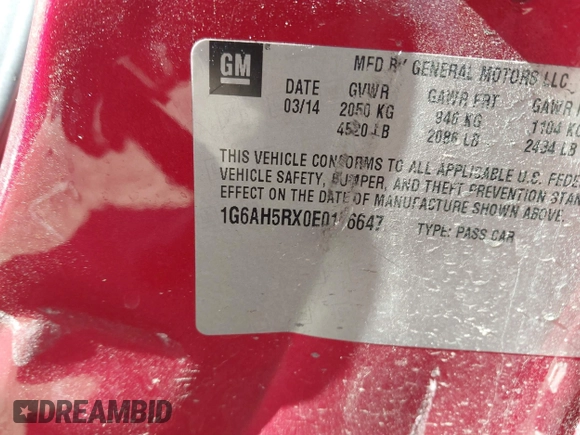 GM ®
MFD BY GENERAL MOTORS LLC
DATE GVWR GAWR FRT GAWR
03/14 2050 KG 946 KG 1104 KG
4520 LB 2086 LB 2434 LB
THIS VEHICLE CONFORMS TO ALL APPLICABLE U.S. FEDE
VEHICLE SAFETY, BUMPER, AND THEFT PREVENTION STAN
EFFECT ON THE DATE OF MANUFACTURE SHOWN ABOVE.
TYPE: PASS CAR
DREAMBID